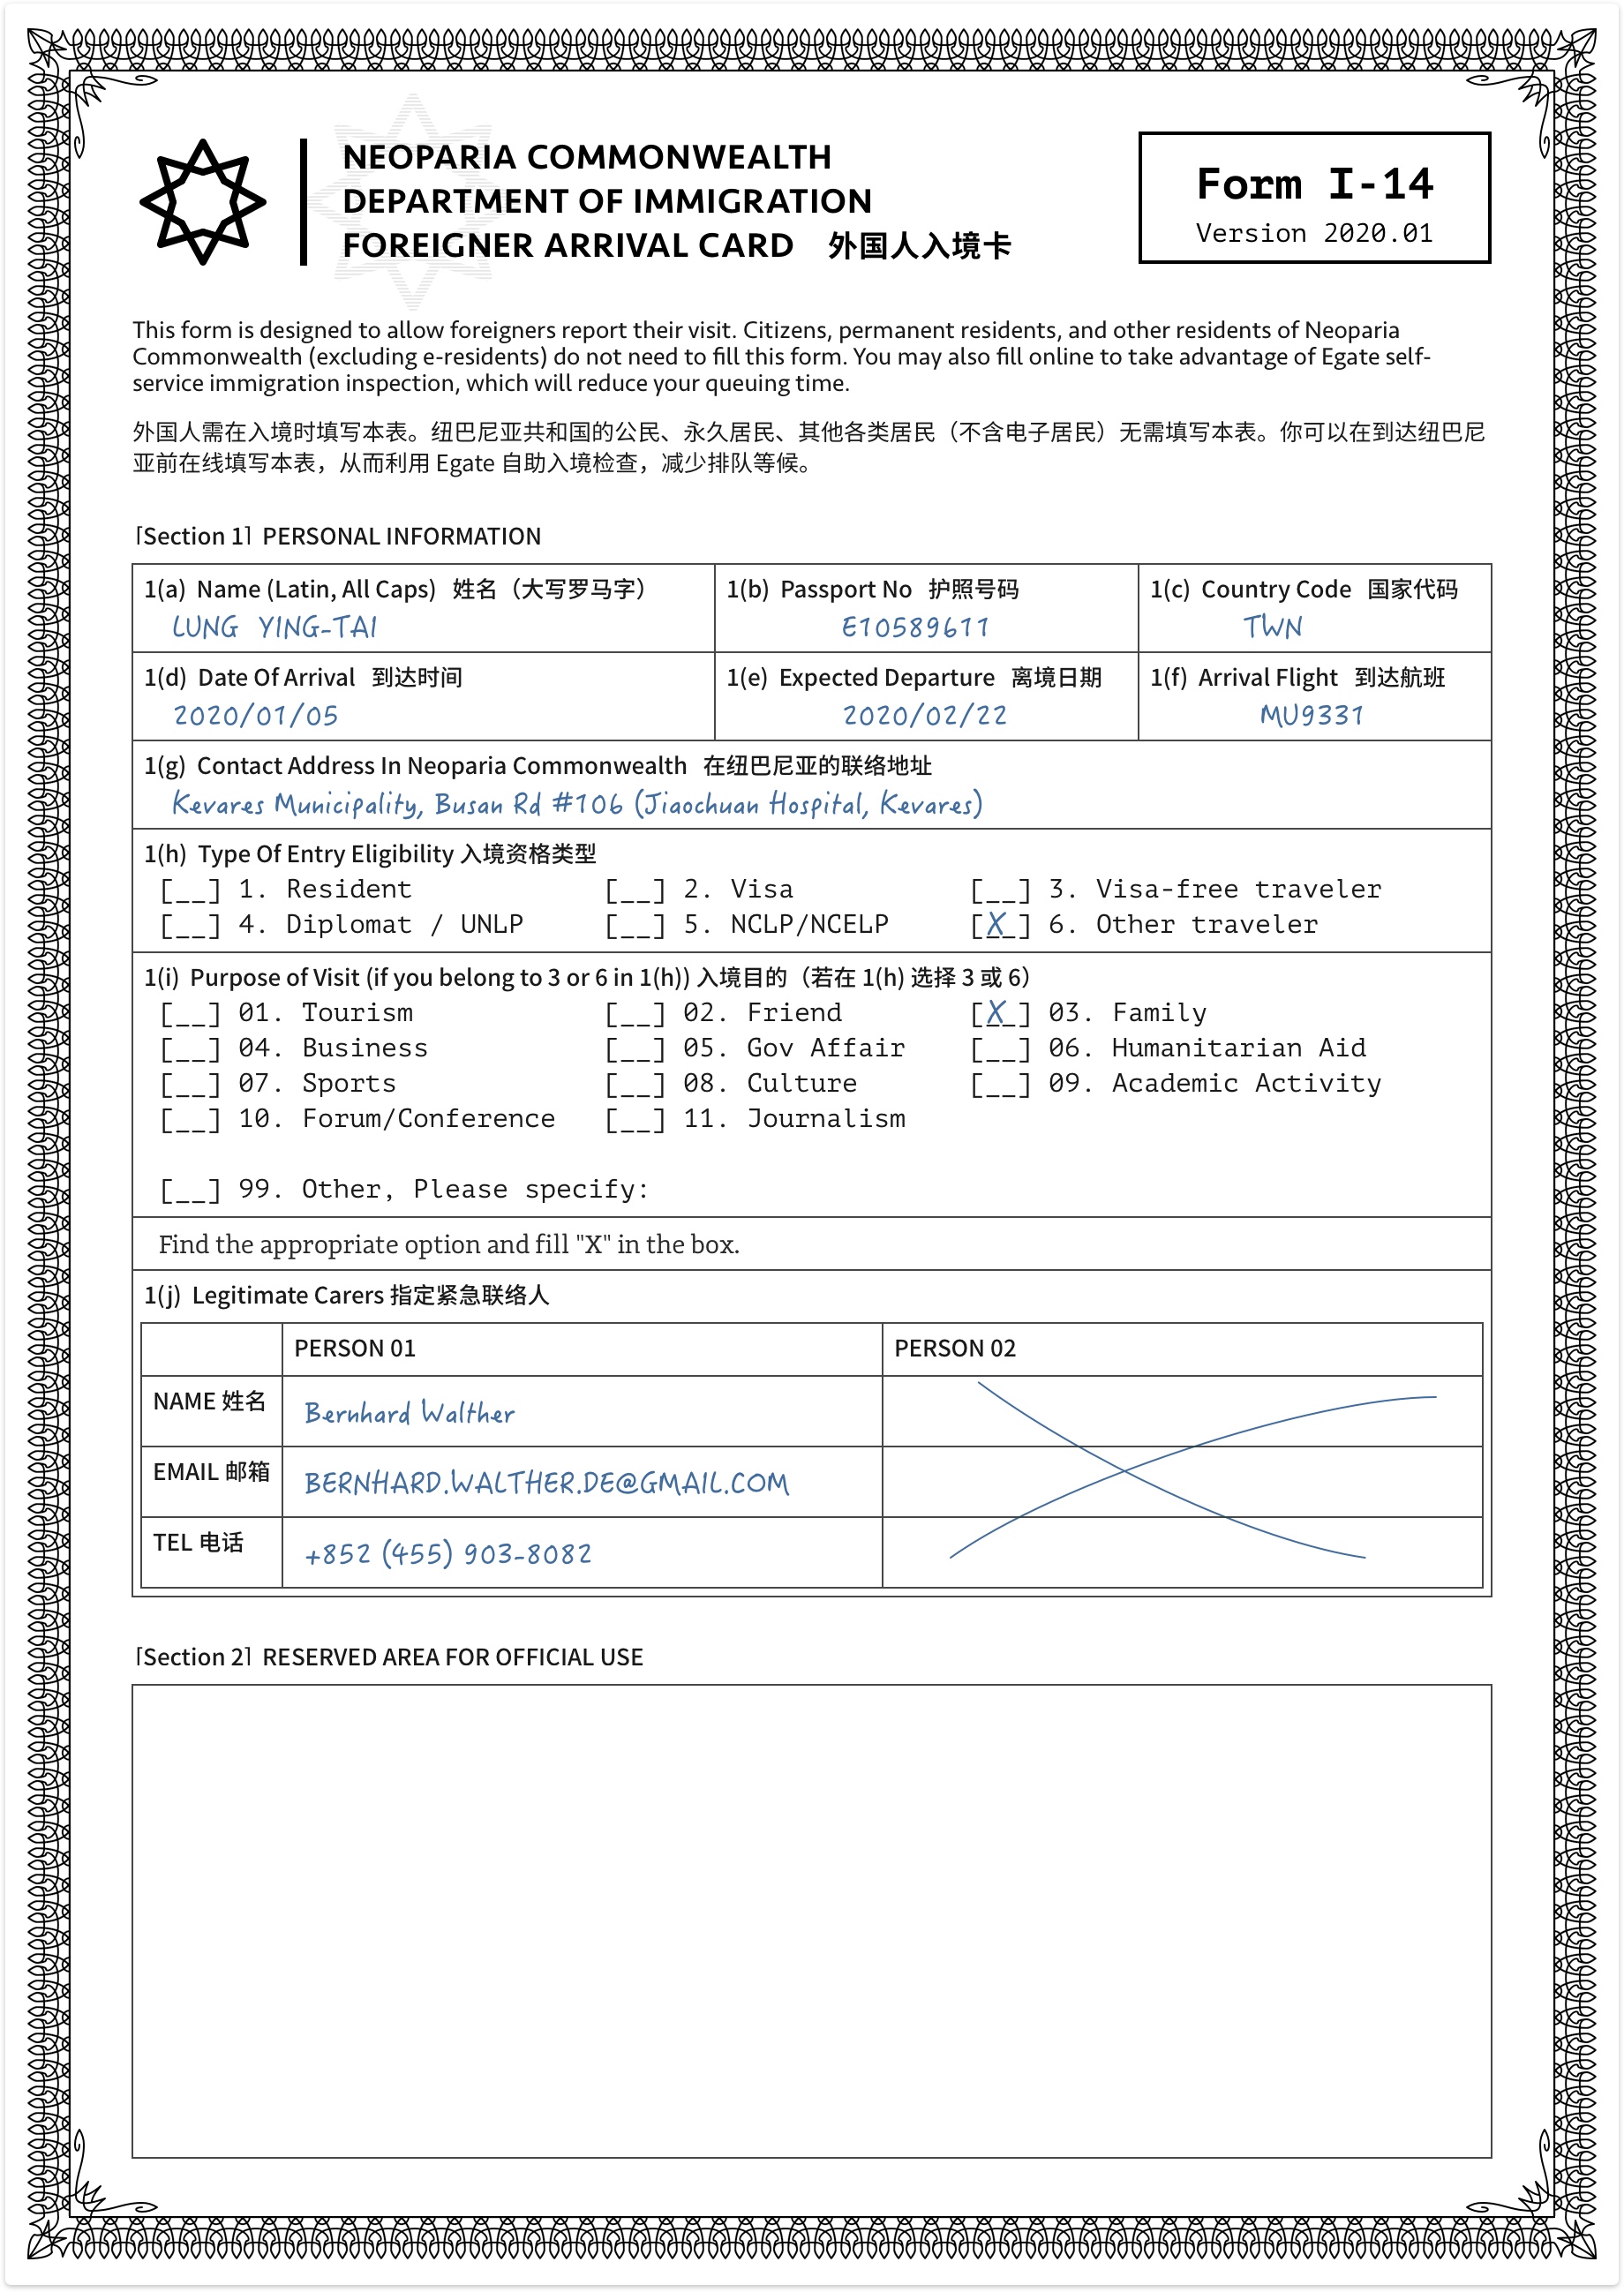 NEOPARIA COMMONWEALTH
DEPARTMENT OF IMMIGRATION
FOREIGNER ARRIVAL CARD 外国人入境卡
Form I-14
Version 2020.01
This form is designed to allow foreigners report their visit. Citizens, permanent residents, and other residents of Neoparia
Commonwealth (excluding e-residents) do not need to fill this form. You may also fill online to take advantage of Egate self-
service immigration inspection, which will reduce your queuing time.
外国人需在入境时填写本表。纽巴尼亚共和国的公民、永久居民、其他各类居民（不含电子居民）无需填写本表。你可以在到达纽巴尼
亚前在线填写本表，从而利用 Egate 自助入境检查，减少排队等候。
⌈Section 1⌉ PERSONAL INFORMATION
1(a) Name (Latin, All Caps) 姓名（大写罗马字）
LUNG YING-TAI
1(b) Passport No 护照号码
E10589611
1(c) Country Code 国家代码
TWN
1(d) Date Of Arrival 到达时间
2020/01/05
1(e) Expected Departure 离境日期
2020/02/22
1(f) Arrival Flight 到达航班
MU9331
1(g) Contact Address In Neoparia Commonwealth 在纽巴尼亚的联络地址
Kevares Municipality, Busan Rd #106 (Jiaochuan Hospital, Kevares)
1(h) Type Of Entry Eligibility 入境资格类型
[__] 1. Resident [__] 2. Visa [__] 3. Visa-free traveler
[__] 4. Diplomat / UNLP [__] 5. NCLP/NCELP [X_] 6. Other traveler
1(i) Purpose of Visit (if you belong to 3 or 6 in 1(h)) 入境目的（若在 1(h) 选择 3 或 6）
[__] 01. Tourism [__] 02. Friend [X_] 03. Family
[__] 04. Business [__] 05. Gov Affair [__] 06. Humanitarian Aid
[__] 07. Sports [__] 08. Culture [__] 09. Academic Activity
[__] 10. Forum/Conference [__] 11. Journalism
[__] 99. Other, Please specify:
Find the appropriate option and fill "X" in the box.
1(j) Legitimate Carers 指定紧急联络人
PERSON 01 PERSON 02
NAME 姓名 Bernhard Walther
EMAIL 邮箱 BERNHARD.WALTHER.DE@GMAIL.COM
TEL 电话 +852 (455) 903-8082
⌈Section 2⌉ RESERVED AREA FOR OFFICIAL USE